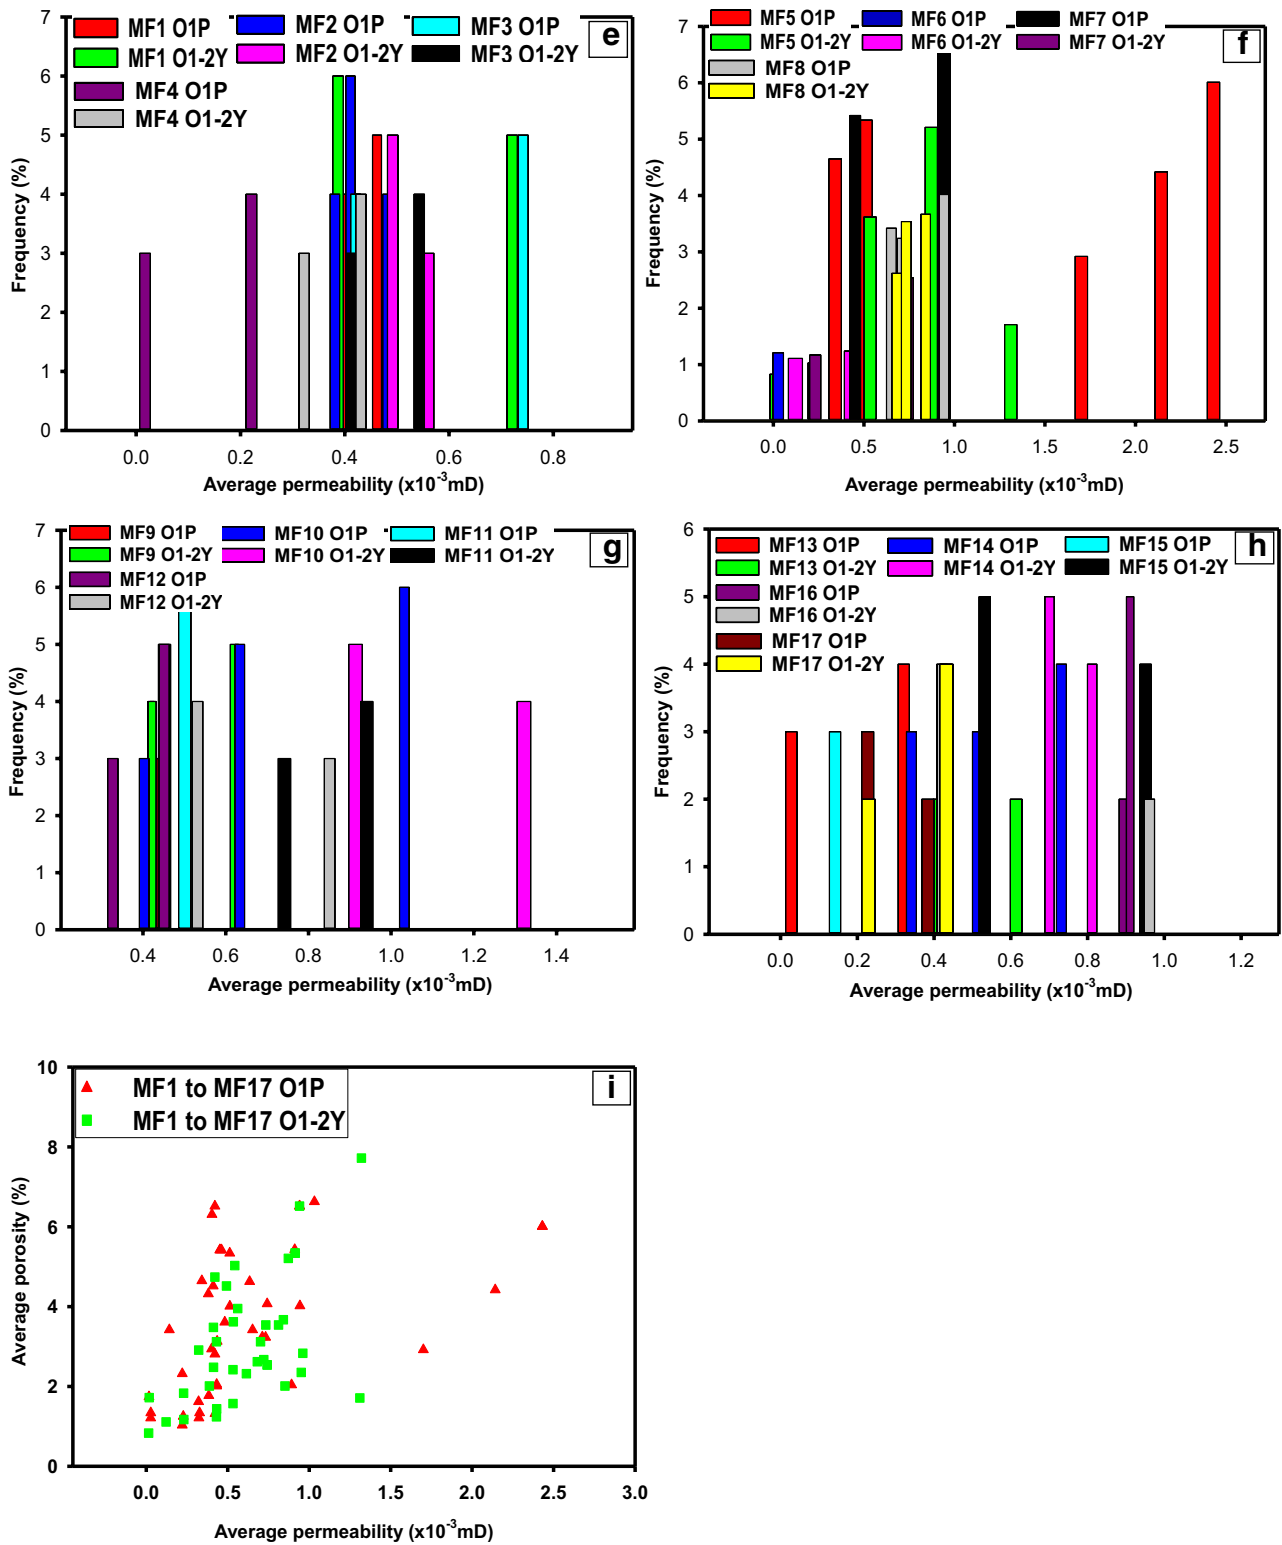 e
MF1 O1P MF2 O1P MF3 O1P
MF1 O1-2Y MF2 O1-2Y MF3 O1-2Y
MF4 O1P
MF4 O1-2Y
7
6
5
4
3
2
1
0
Frequency (%)
0.0 0.2 0.4 0.6 0.8
Average permeability (x10⁻³mD)
f
MF5 O1P MF6 O1P MF7 O1P
MF5 O1-2Y MF6 O1-2Y MF7 O1-2Y
MF8 O1P
MF8 O1-2Y
7
6
5
4
3
2
1
0
Frequency (%)
0.0 0.5 1.0 1.5 2.0 2.5
Average permeability (x10⁻³mD)
g
MF9 O1P MF10 O1P MF11 O1P
MF9 O1-2Y MF10 O1-2Y MF11 O1-2Y
MF12 O1P
MF12 O1-2Y
7
6
5
4
3
2
1
0
Frequency (%)
0.4 0.6 0.8 1.0 1.2 1.4
Average permeability (x10⁻³mD)
h
MF13 O1P MF14 O1P MF15 O1P
MF13 O1-2Y MF14 O1-2Y MF15 O1-2Y
MF16 O1P
MF16 O1-2Y
MF17 O1P
MF17 O1-2Y
6
5
4
3
2
1
0
Frequency (%)
0.0 0.2 0.4 0.6 0.8 1.0 1.2
Average permeability (x10⁻³mD)
i
MF1 to MF17 O1P
MF1 to MF17 O1-2Y
10
8
6
4
2
0
Average porosity (%)
0.0 0.5 1.0 1.5 2.0 2.5 3.0
Average permeability (x10⁻³mD)